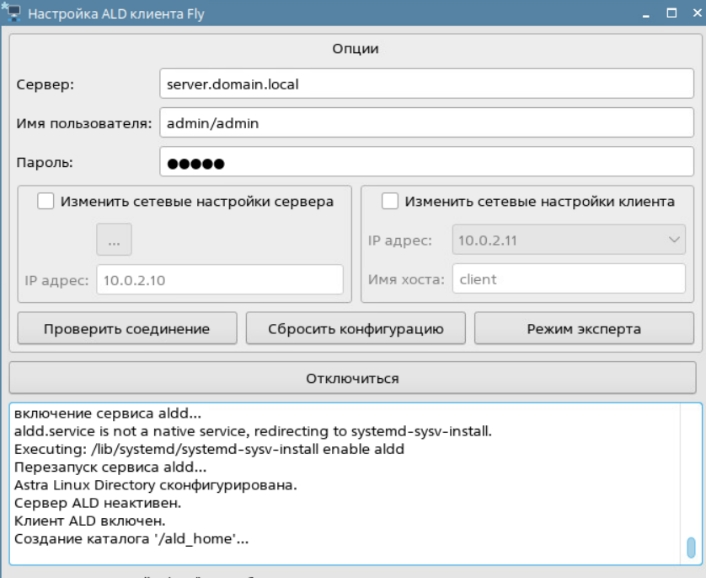 Настройка ALD клиента Fly
Опции
Сервер: server.domain.local
Имя пользователя: admin/admin
Пароль: ●●●●●
Изменить сетевые настройки сервера
...
IP адрес: 10.0.2.10
Изменить сетевые настройки клиента
IP адрес: 10.0.2.11
Имя хоста: client
Проверить соединение Сбросить конфигурацию Режим эксперта
Отключиться
включение сервиса aldd...
aldd.service is not a native service, redirecting to systemd-sysv-install.
Executing: /lib/systemd/systemd-sysv-install enable aldd
Перезапуск сервиса aldd...
Astra Linux Directory сконфигурирована.
Сервер ALD неактивен.
Клиент ALD включен.
Создание каталога '/ald_home'...